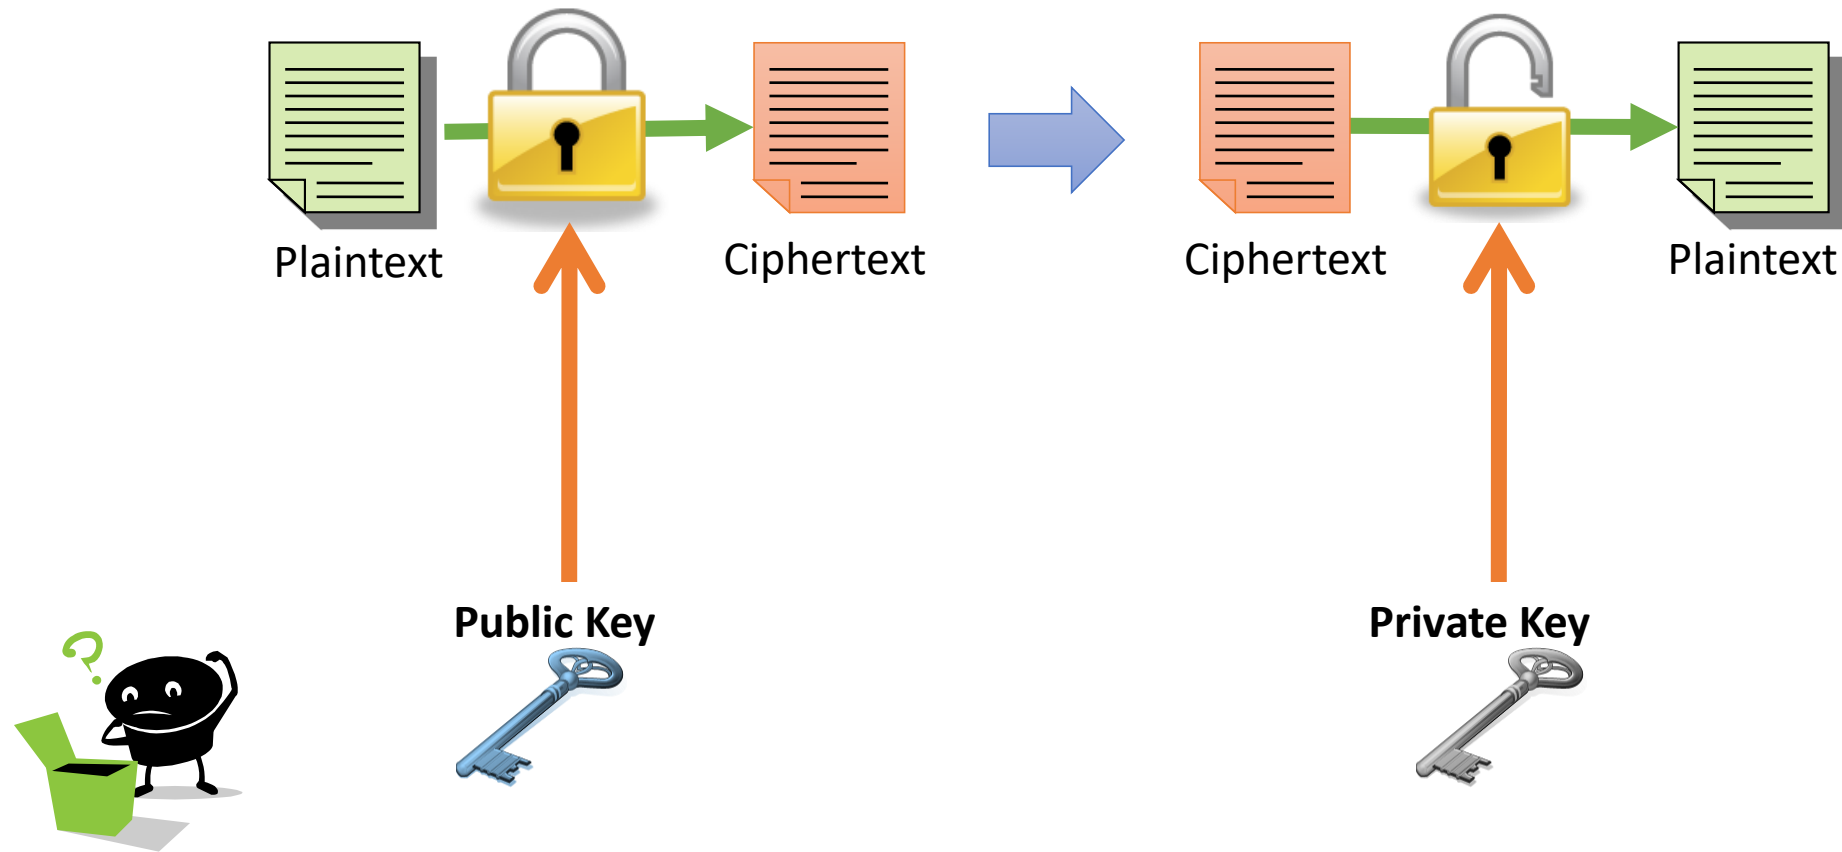 Plaintext
Ciphertext
Ciphertext
Plaintext
Public Key
Private Key
?